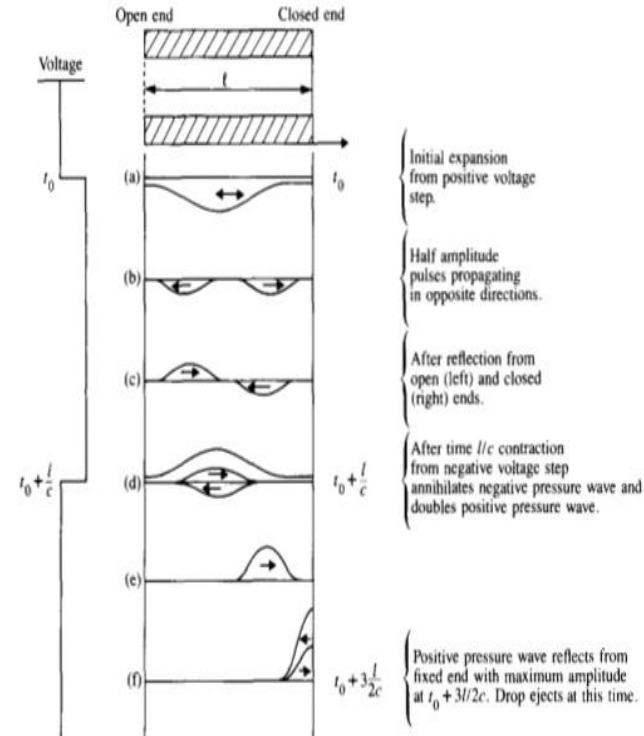 Open end Closed end
Voltage
ℓ
t₀ (a) t₀
Initial expansion
from positive voltage
step.
(b)
Half amplitude
pulses propagating
in opposite directions.
(c)
After reflection from
open (left) and closed
(right) ends.
t₀ + l/c (d) t₀ + l/c
After time l/c contraction
from negative voltage step
annihilates negative pressure wave and
doubles positive pressure wave.
(e)
(f) t₀ + 3 l/2c
Positive pressure wave reflects from
fixed end with maximum amplitude
at t₀ + 3l/2c. Drop ejects at this time.